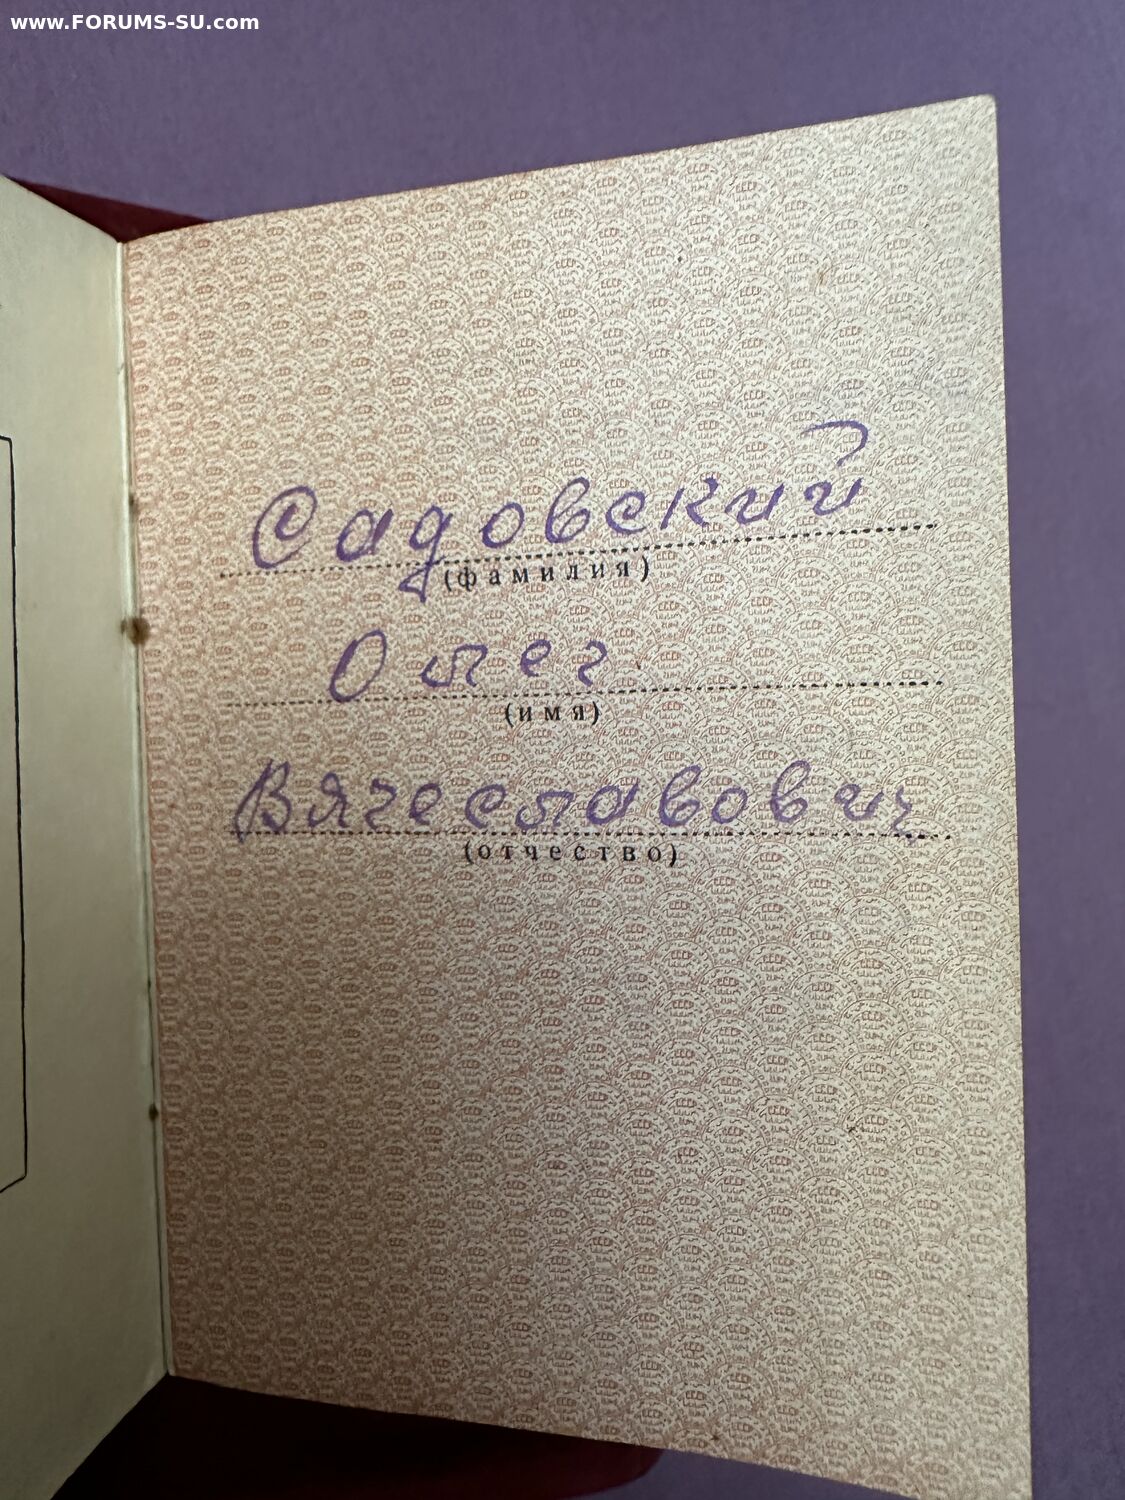 www.FORUMS-SU.com
Садовский
(фамилия)
Олег
(имя)
Вячеславович
(отчество)